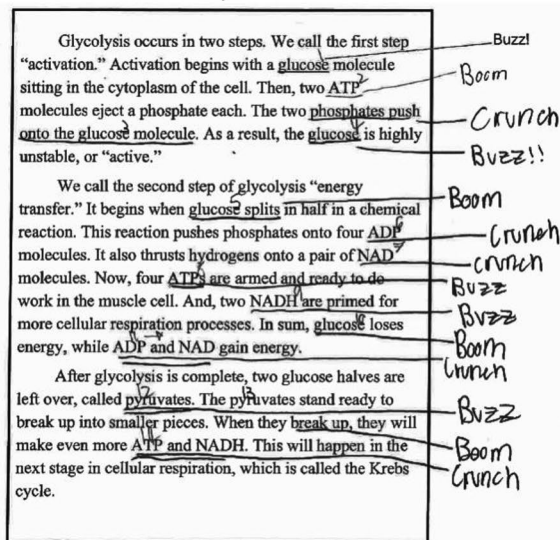 Glycolysis occurs in two steps. We call the first step
Buzz!
“activation.” Activation begins with a glucose molecule
sitting in the cytoplasm of the cell. Then, two ATP
Boom
molecules eject a phosphate each. The two phosphates push
Crunch
onto the glucose molecule. As a result, the glucose is highly
Buzz!!
unstable, or “active.”
We call the second step of glycolysis “energy
transfer.” It begins when glucose splits in half in a chemical
Boom
reaction. This reaction pushes phosphates onto four ADP
Crunch
molecules. It also thrusts hydrogens onto a pair of NAD
crunch
molecules. Now, four ATPs are armed and ready to do
Buzz
work in the muscle cell. And, two NADH are primed for
Buzz
more cellular respiration processes. In sum, glucose loses
Boom
energy, while ADP and NAD gain energy.
Crunch
After glycolysis is complete, two glucose halves are
left over, called pyruvates. The pyruvates stand ready to
Buzz
break up into smaller pieces. When they break up, they will
Boom
make even more ATP and NADH. This will happen in the
Crunch
next stage in cellular respiration, which is called the Krebs
cycle.